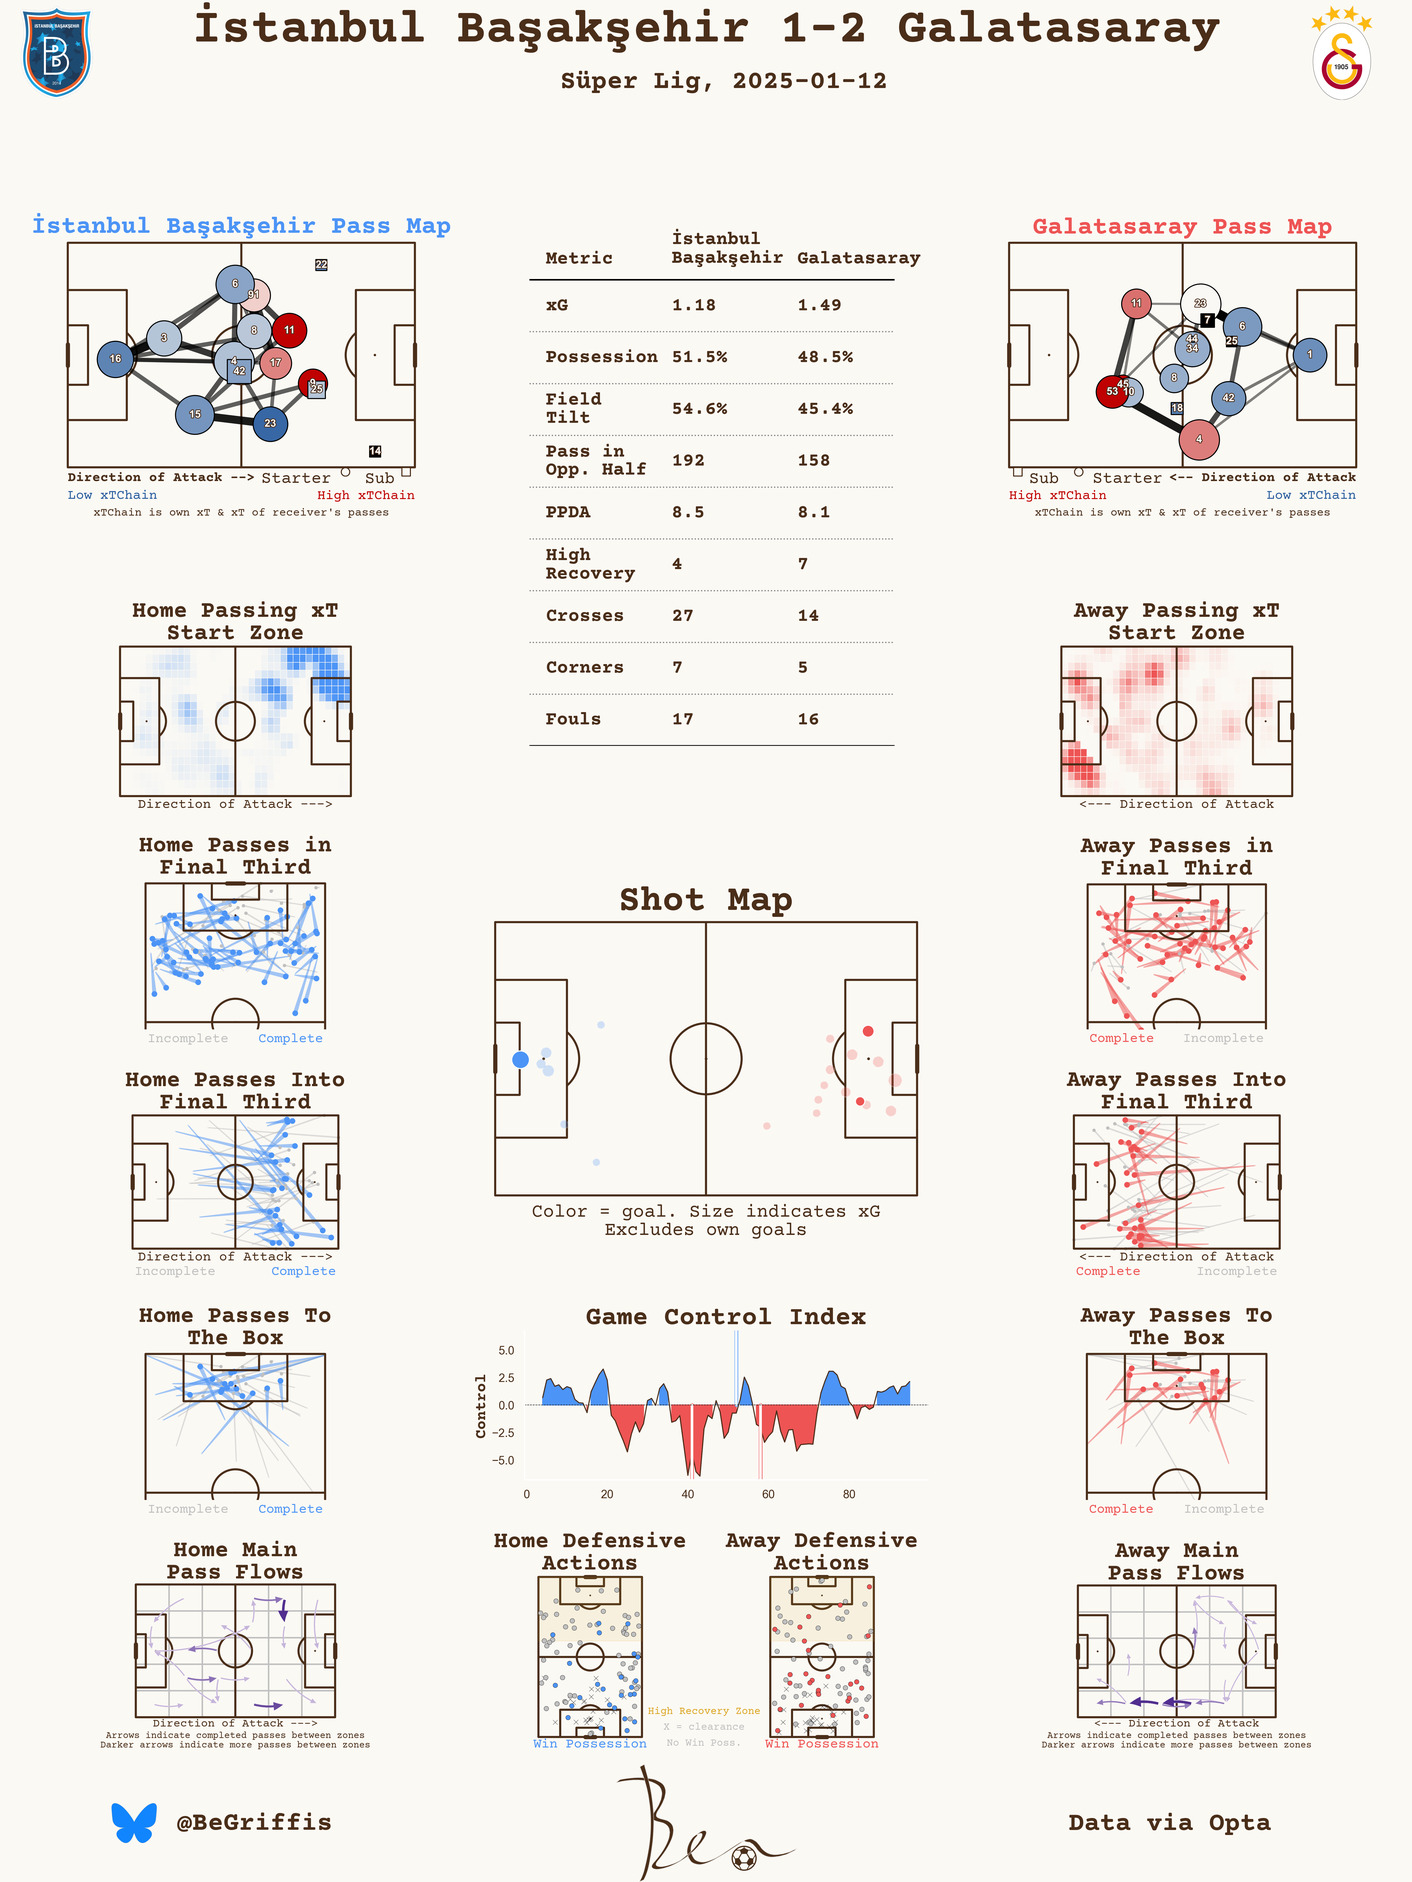 İstanbul Başakşehir 1-2 Galatasaray
Süper Lig, 2025-01-12
İSTANBUL BAŞAKŞEHİR
2014
1905
İstanbul Başakşehir Pass Map
6
91
22
3
8
11
16
4
42
17
9
25
15
23
14
Direction of Attack --> Starter Sub
Low xTChain High xTChain
xTChain is own xT & xT of receiver's passes
Metric İstanbul Başakşehir Galatasaray
xG 1.18 1.49
Possession 51.5% 48.5%
Field Tilt 54.6% 45.4%
Pass in Opp. Half 192 158
PPDA 8.5 8.1
High Recovery 4 7
Crosses 27 14
Corners 7 5
Fouls 17 16
Galatasaray Pass Map
11
23
7
6
44
34
25
1
8
45
53
10
42
18
4
Sub Starter <-- Direction of Attack
High xTChain Low xTChain
xTChain is own xT & xT of receiver's passes
Home Passing xT
Start Zone
Direction of Attack --->
Away Passing xT
Start Zone
<--- Direction of Attack
Home Passes in
Final Third
Incomplete Complete
Away Passes in
Final Third
Complete Incomplete
Shot Map
Color = goal. Size indicates xG
Excludes own goals
Home Passes Into
Final Third
Direction of Attack --->
Incomplete Complete
Away Passes Into
Final Third
<--- Direction of Attack
Complete Incomplete
Home Passes To
The Box
Incomplete Complete
Game Control Index
Control
5.0
2.5
0.0
−2.5
−5.0
0 20 40 60 80
Away Passes To
The Box
Complete Incomplete
Home Main
Pass Flows
Direction of Attack --->
Arrows indicate completed passes between zones
Darker arrows indicate more passes between zones
Home Defensive
Actions
Win Possession
Away Defensive
Actions
Win Possession
High Recovery Zone
X = clearance
No Win Poss.
Away Main
Pass Flows
<--- Direction of Attack
Arrows indicate completed passes between zones
Darker arrows indicate more passes between zones
@BeGriffis
Ben
Data via Opta